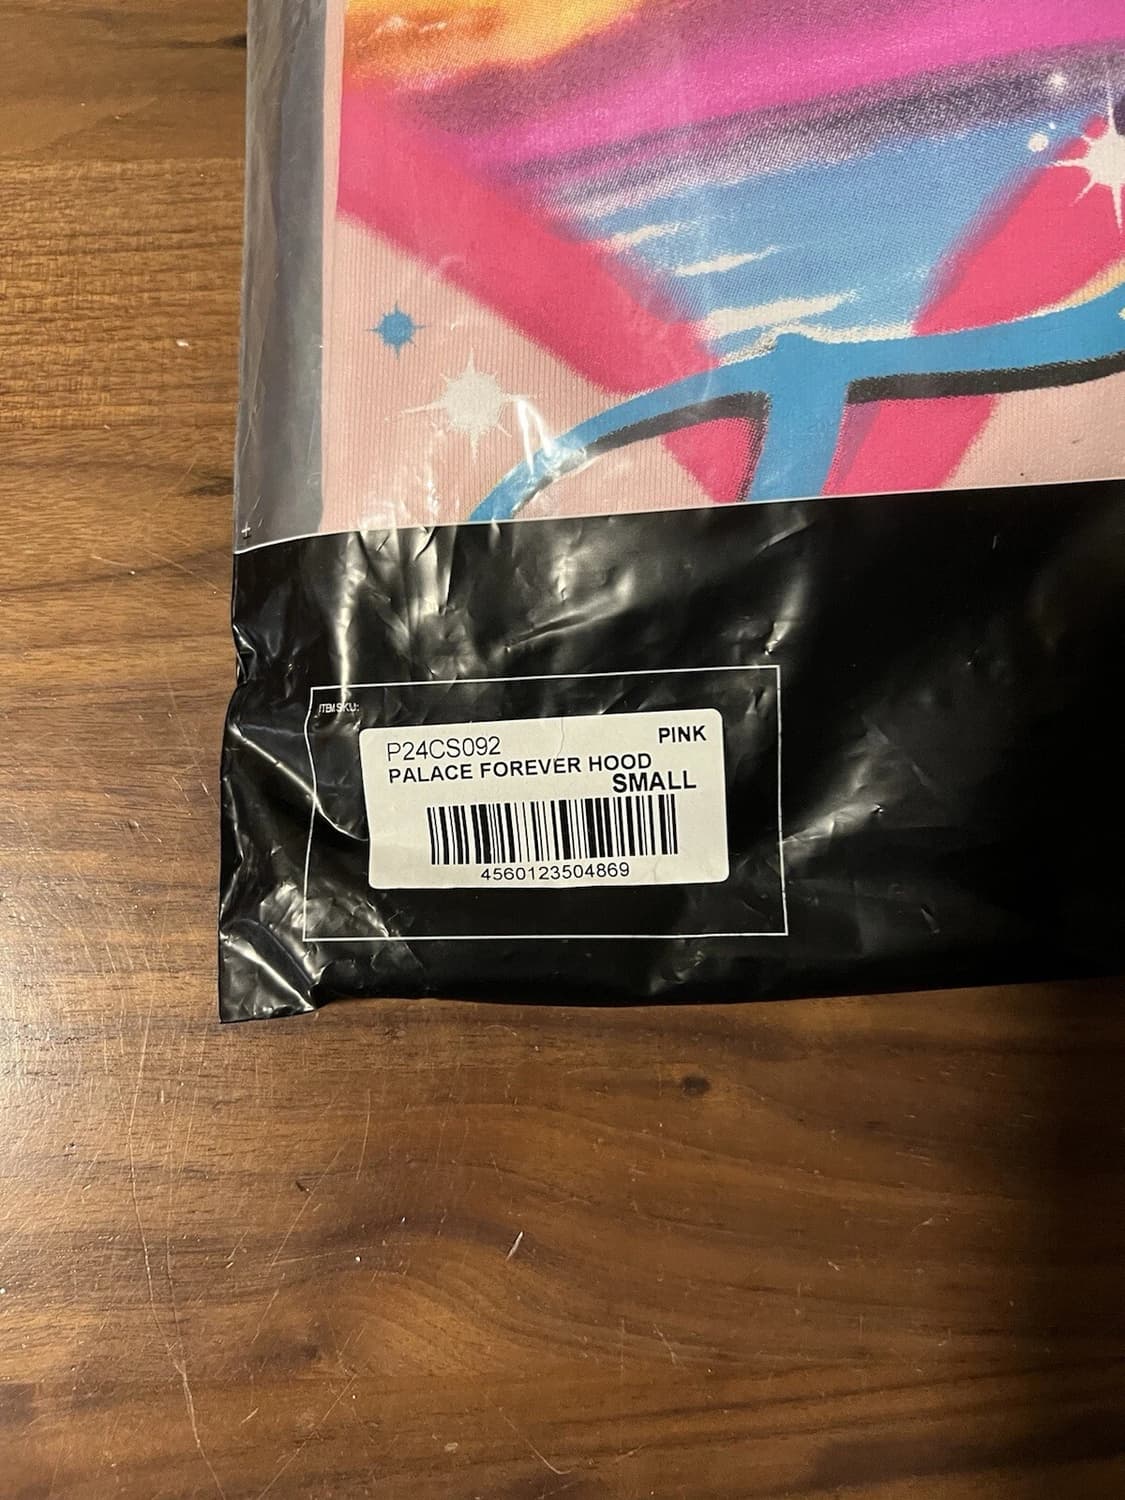 ITEM SKU:
P24CS092 PINK
PALACE FOREVER HOOD
SMALL
4560123504869